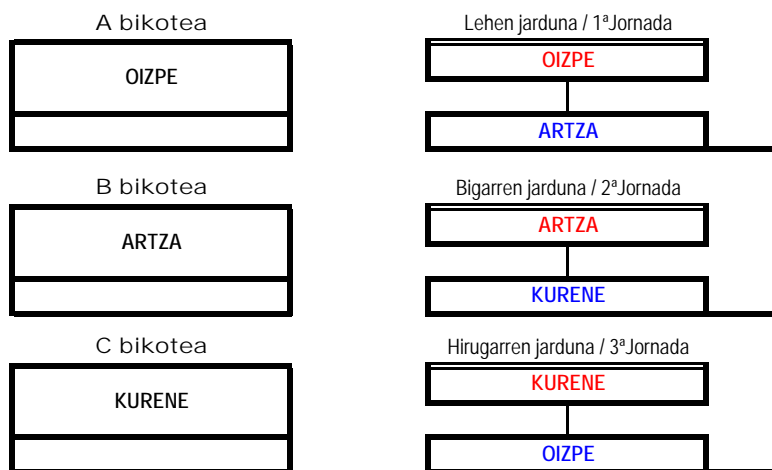 A bikotea
OIZPE
B bikotea
ARTZA
C bikotea
KURENE
Lehen jarduna / 1ªJornada
OIZPE
ARTZA
Bigarren jarduna / 2ªJornada
ARTZA
KURENE
Hirugarren jarduna / 3ªJornada
KURENE
OIZPE